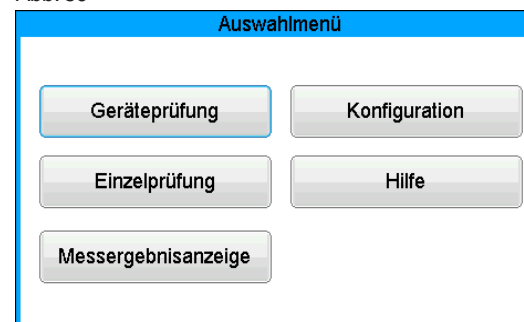 Auswahlmenü
Geräteprüfung
Konfiguration
Einzelprüfung
Hilfe
Messergebnisanzeige